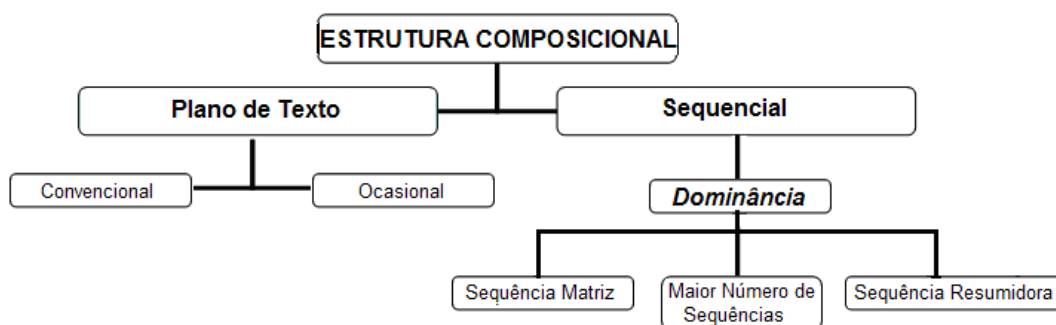 ESTRUTURA COMPOSICIONAL
Plano de Texto
Sequencial
Convencional
Ocasional
Dominância
Sequência Matriz
Maior Número de
Sequências
Sequência Resumidora